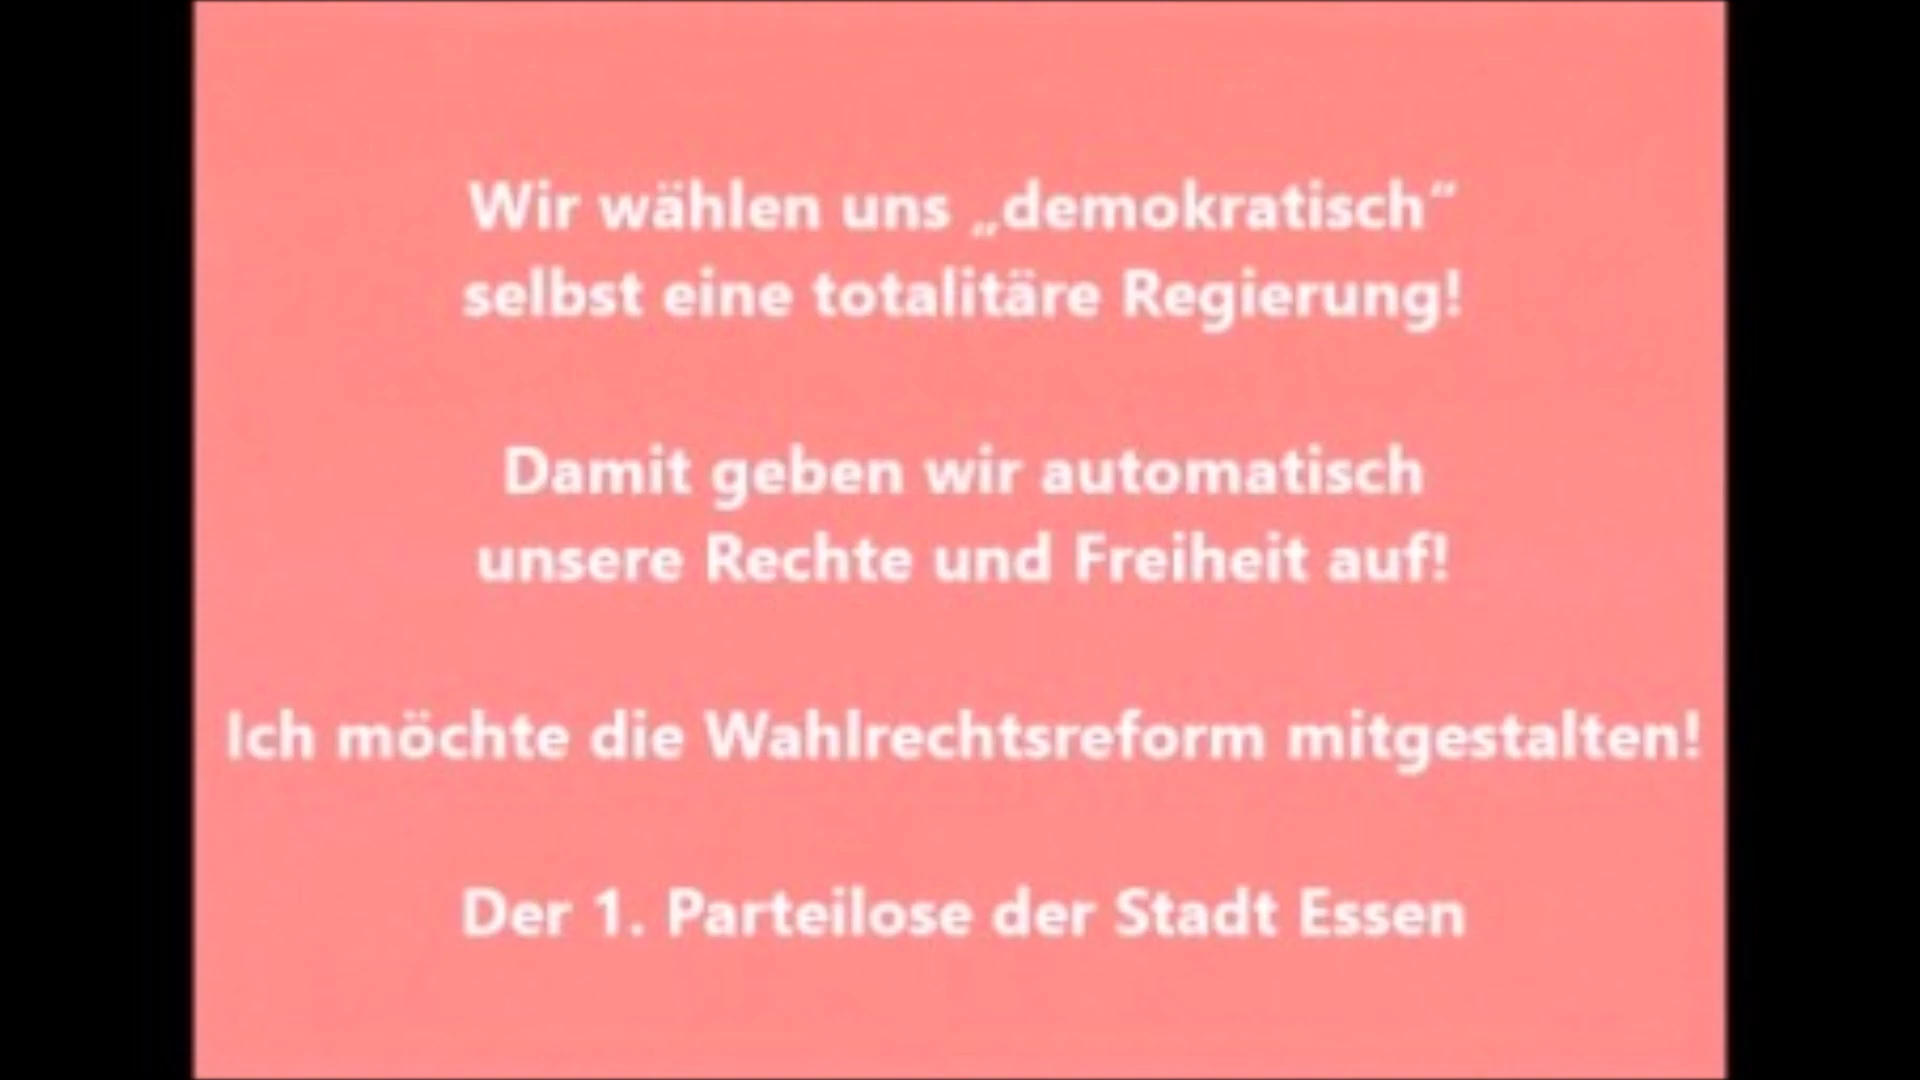 Wir wählen uns „demokratisch“
selbst eine totalitäre Regierung!
Damit geben wir automatisch
unsere Rechte und Freiheit auf!
Ich möchte die Wahlrechtsreform mitgestalten!
Der 1. Parteilose der Stadt Essen